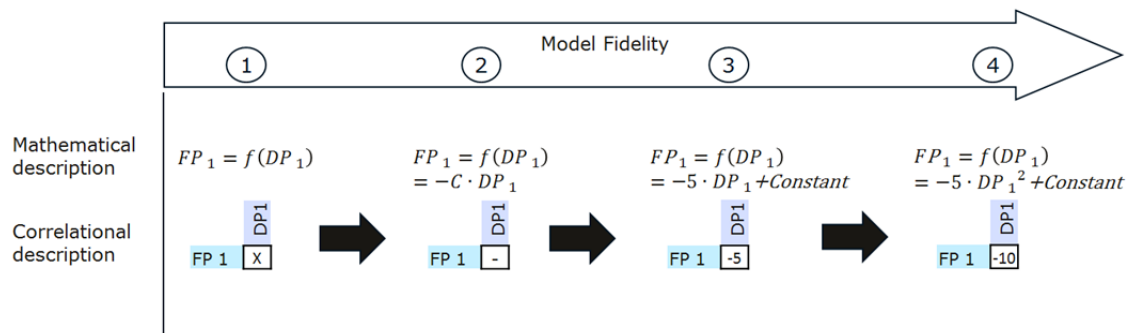 Model Fidelity
1 2 3 4
Mathematical
description
FP 1 = f(DP 1)
FP 1 = f(DP 1)
= −C · DP 1
FP 1 = f(DP 1)
= −5 · DP 1 +Constant
FP 1 = f(DP 1)
= −5 · DP 1² +Constant
Correlational
description
DP1
FP 1 X
DP1
FP 1 -
DP1
FP 1 -5
DP1
FP 1 -10